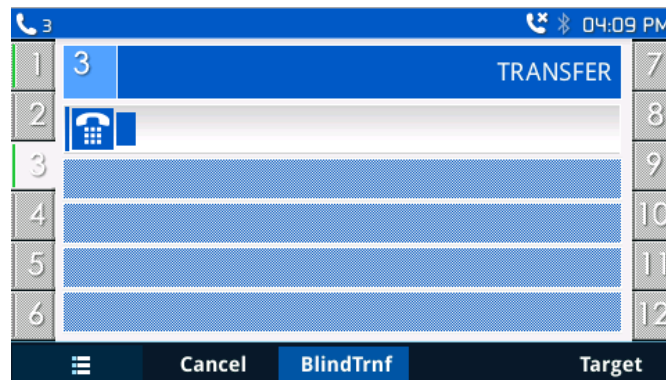 3 04:09 PM
1 3 TRANSFER 7
2 8
3 9
4 10
5 11
6 12
Cancel BlindTrnf Target